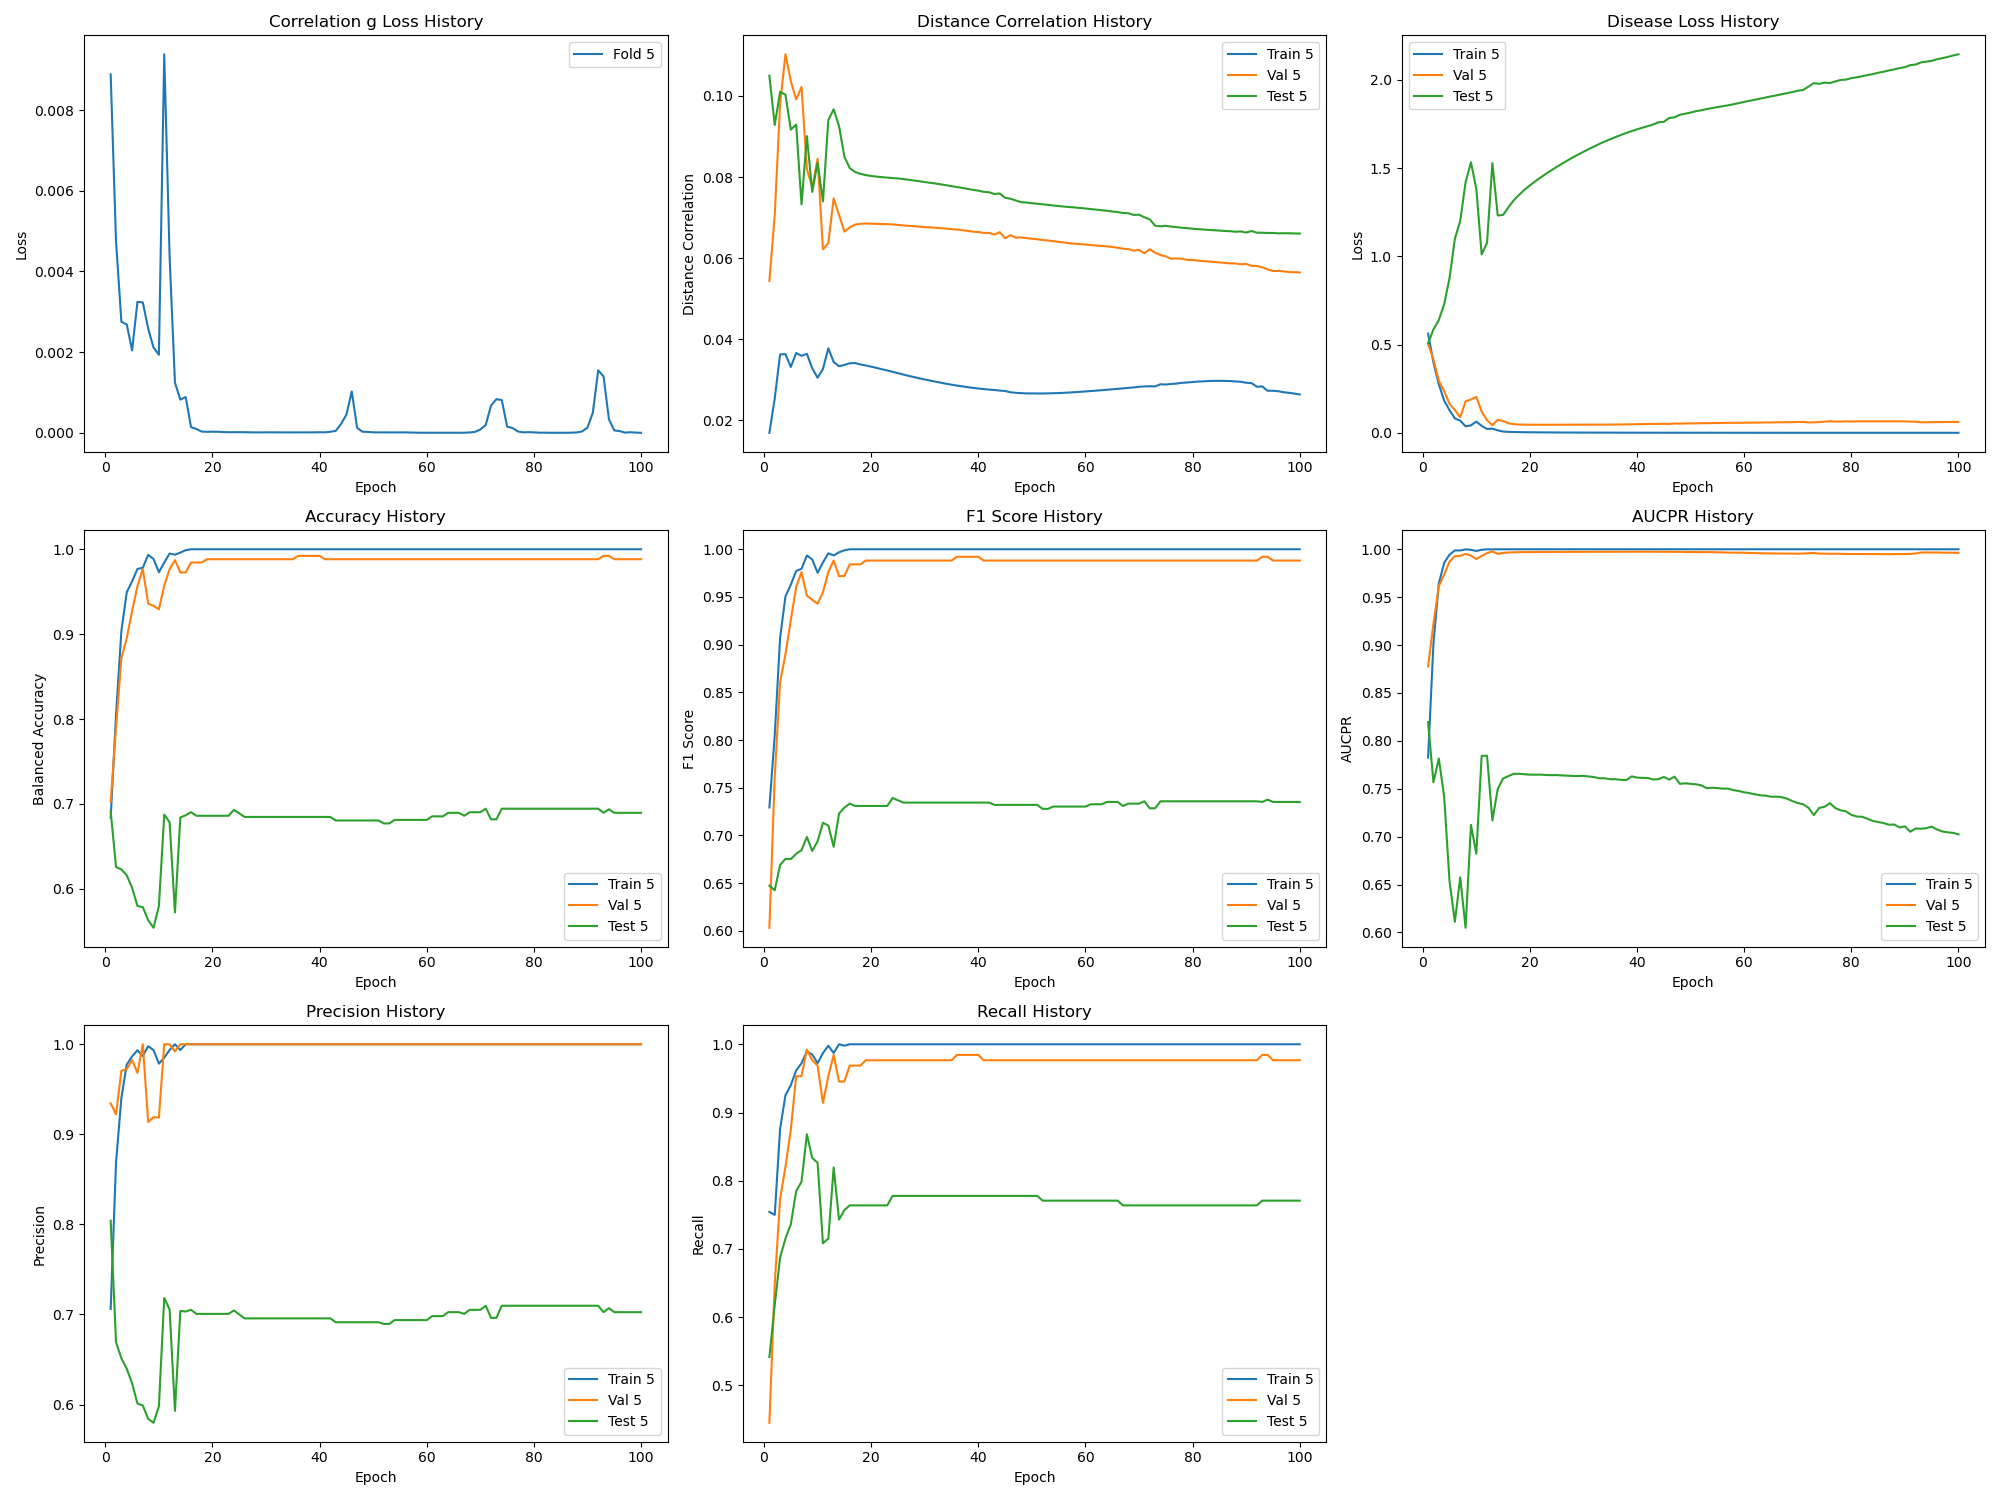 Correlation g Loss History
Fold 5
0.008
0.006
0.004
0.002
0.000
Loss
0 20 40 60 80 100
Epoch
Distance Correlation History
Train 5
Val 5
Test 5
0.10
0.08
0.06
0.04
0.02
Distance Correlation
0 20 40 60 80 100
Epoch
Disease Loss History
Train 5
Val 5
Test 5
2.0
1.5
1.0
0.5
0.0
Loss
0 20 40 60 80 100
Epoch
Accuracy History
1.0
0.9
0.8
0.7
0.6
Balanced Accuracy
Train 5
Val 5
Test 5
0 20 40 60 80 100
Epoch
F1 Score History
1.00
0.95
0.90
0.85
0.80
0.75
0.70
0.65
0.60
F1 Score
Train 5
Val 5
Test 5
0 20 40 60 80 100
Epoch
AUCPR History
1.00
0.95
0.90
0.85
0.80
0.75
0.70
0.65
0.60
AUCPR
Train 5
Val 5
Test 5
0 20 40 60 80 100
Epoch
Precision History
1.0
0.9
0.8
0.7
0.6
Precision
Train 5
Val 5
Test 5
0 20 40 60 80 100
Epoch
Recall History
1.0
0.9
0.8
0.7
0.6
0.5
Recall
Train 5
Val 5
Test 5
0 20 40 60 80 100
Epoch